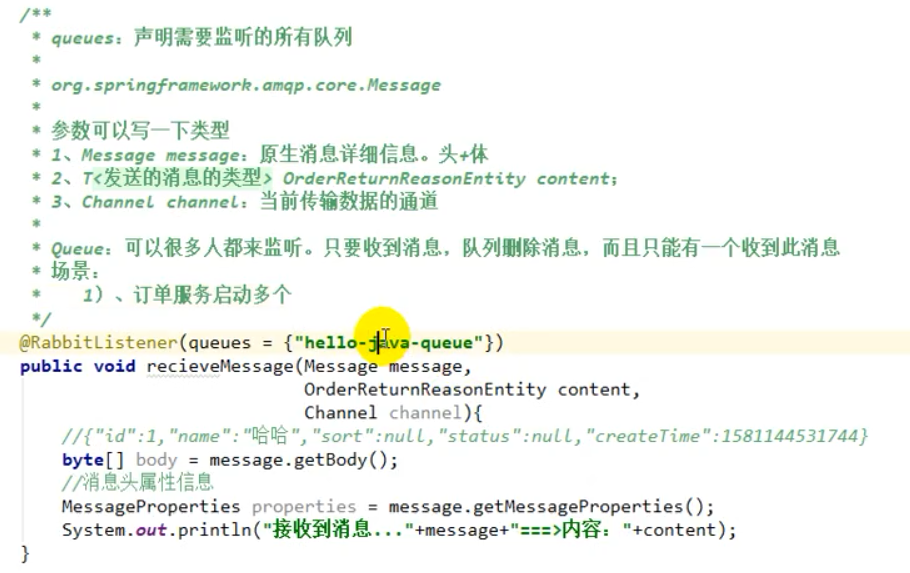 /**
 * queues：声明需要监听的所有队列
 *
 * org.springframework.amqp.core.Message
 *
 * 参数可以写一下类型
 * 1、Message message：原生消息详细信息。头+体
 * 2、T<发送的消息的类型> OrderReturnReasonEntity content；
 * 3、Channel channel：当前传输数据的通道
 *
 * Queue：可以很多人都来监听。只要收到消息，队列删除消息，而且只能有一个收到此消息
 * 场景：
 *    1）、订单服务启动多个
 */
@RabbitListener(queues = {"hello-java-queue"})
public void recieveMessage(Message message,
                           OrderReturnReasonEntity content,
                           Channel channel){
    //{"id":1,"name":"哈哈","sort":null,"status":null,"createTime":1581144531744}
    byte[] body = message.getBody();
    //消息头属性信息
    MessageProperties properties = message.getMessageProperties();
    System.out.println("接收到消息..."+message+"===>内容："+content);
}